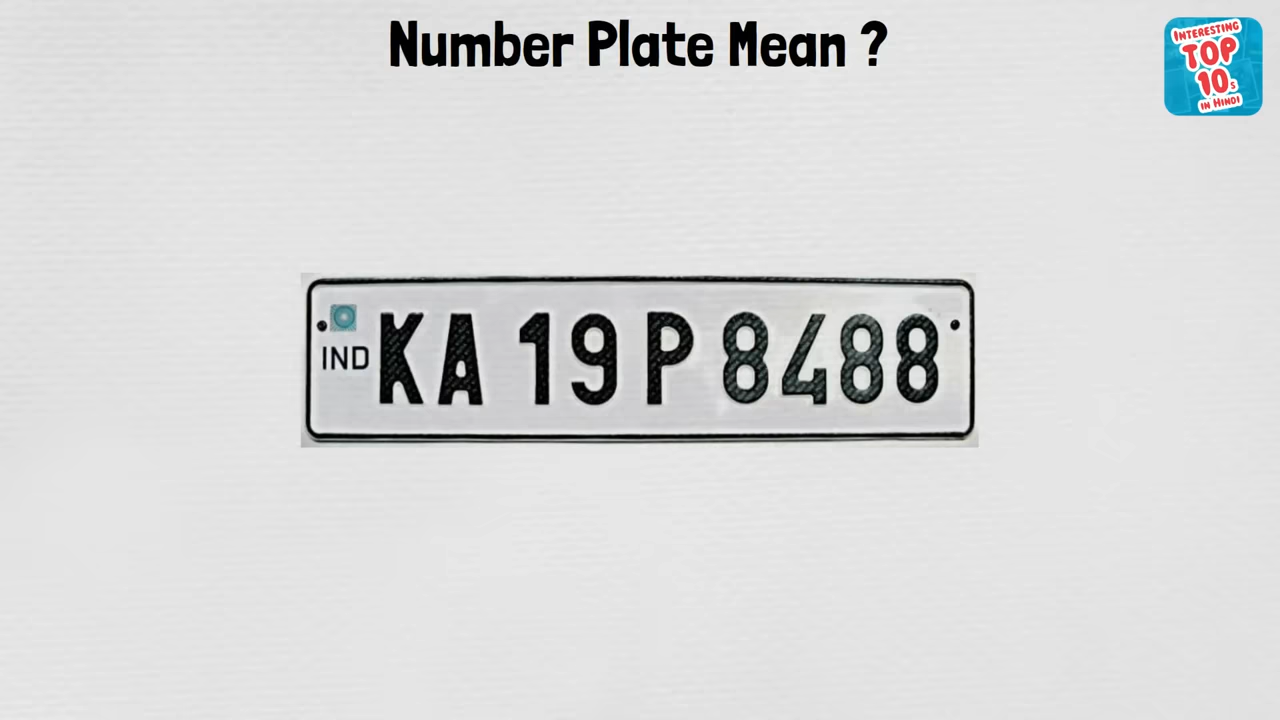 Number Plate Mean ?
INTERESTING
TOP
10s
IN HINDI
IND
KA 19 P 8488